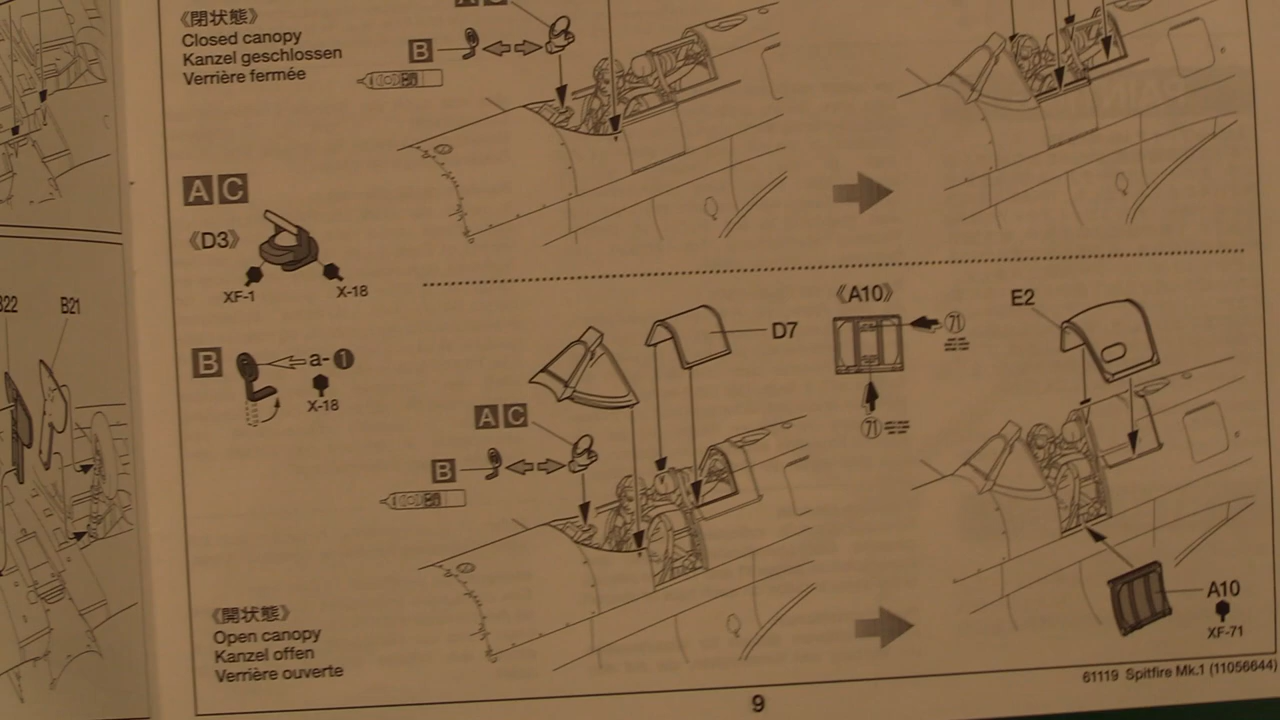 《閉状態》
Closed canopy
Kanzel geschlossen
Verrière fermée
B
A C
《D3》
XF-1
X-18
B22
B21
B
a-❶
X-18
A C
B
D7
《A10》
71
71
E2
A10
XF-71
《開状態》
Open canopy
Kanzel offen
Verrière ouverte
61119 Spitfire Mk.1 (11056644)
9